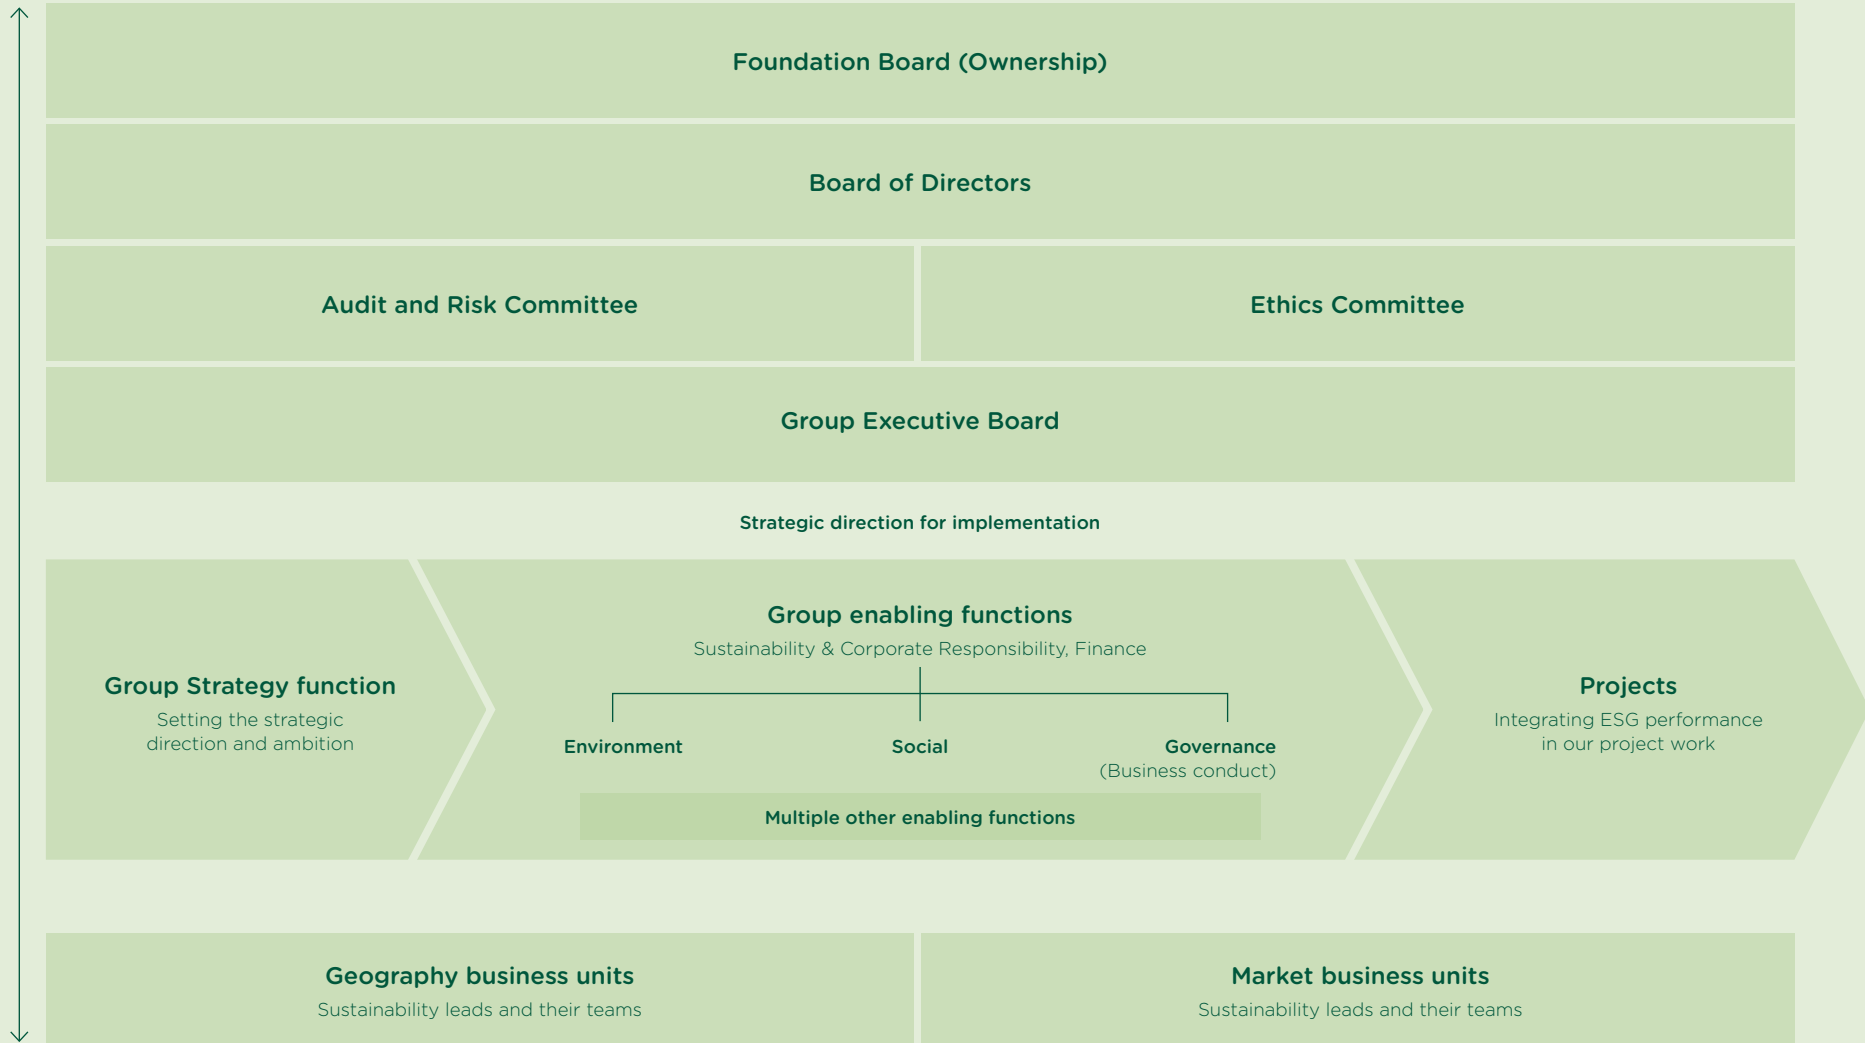 Foundation Board (Ownership)
Board of Directors
Audit and Risk Committee
Ethics Committee
Group Executive Board
Strategic direction for implementation
Group Strategy function
Setting the strategic
direction and ambition
Group enabling functions
Sustainability & Corporate Responsibility, Finance
Environment
Social
Governance
(Business conduct)
Multiple other enabling functions
Projects
Integrating ESG performance
in our project work
Geography business units
Sustainability leads and their teams
Market business units
Sustainability leads and their teams